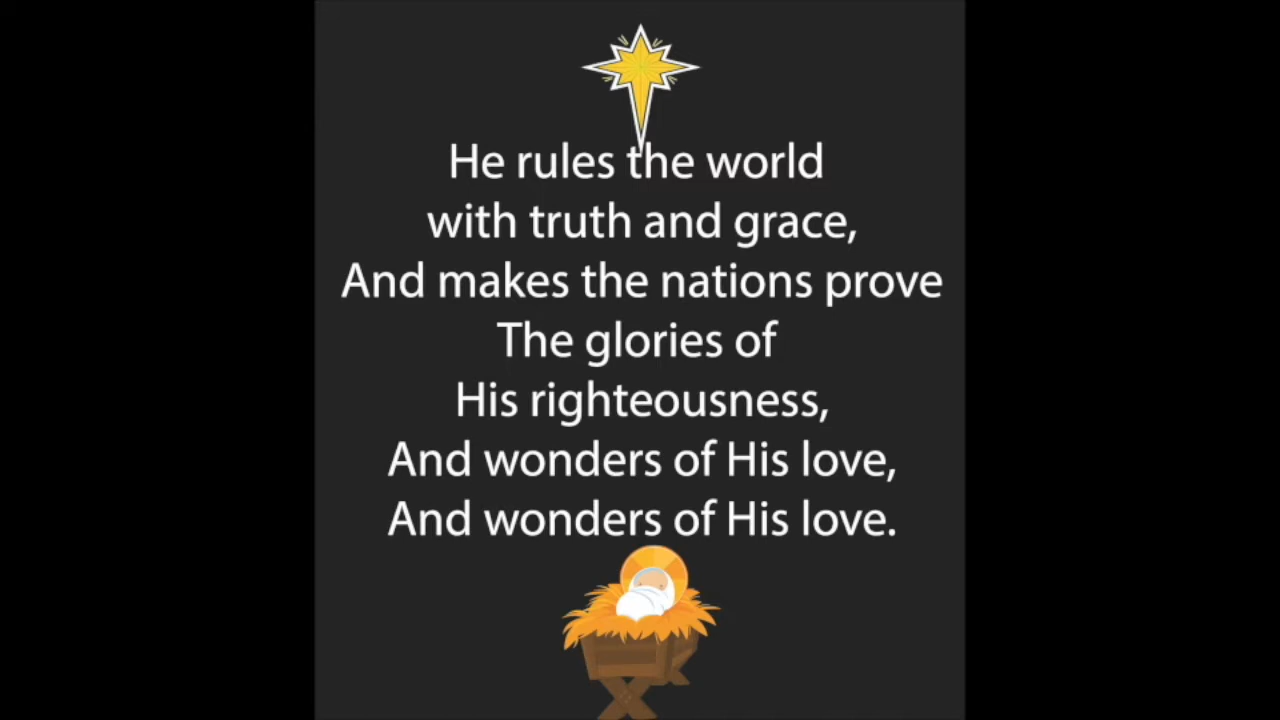 He rules the world
with truth and grace,
And makes the nations prove
The glories of
His righteousness,
And wonders of His love,
And wonders of His love.